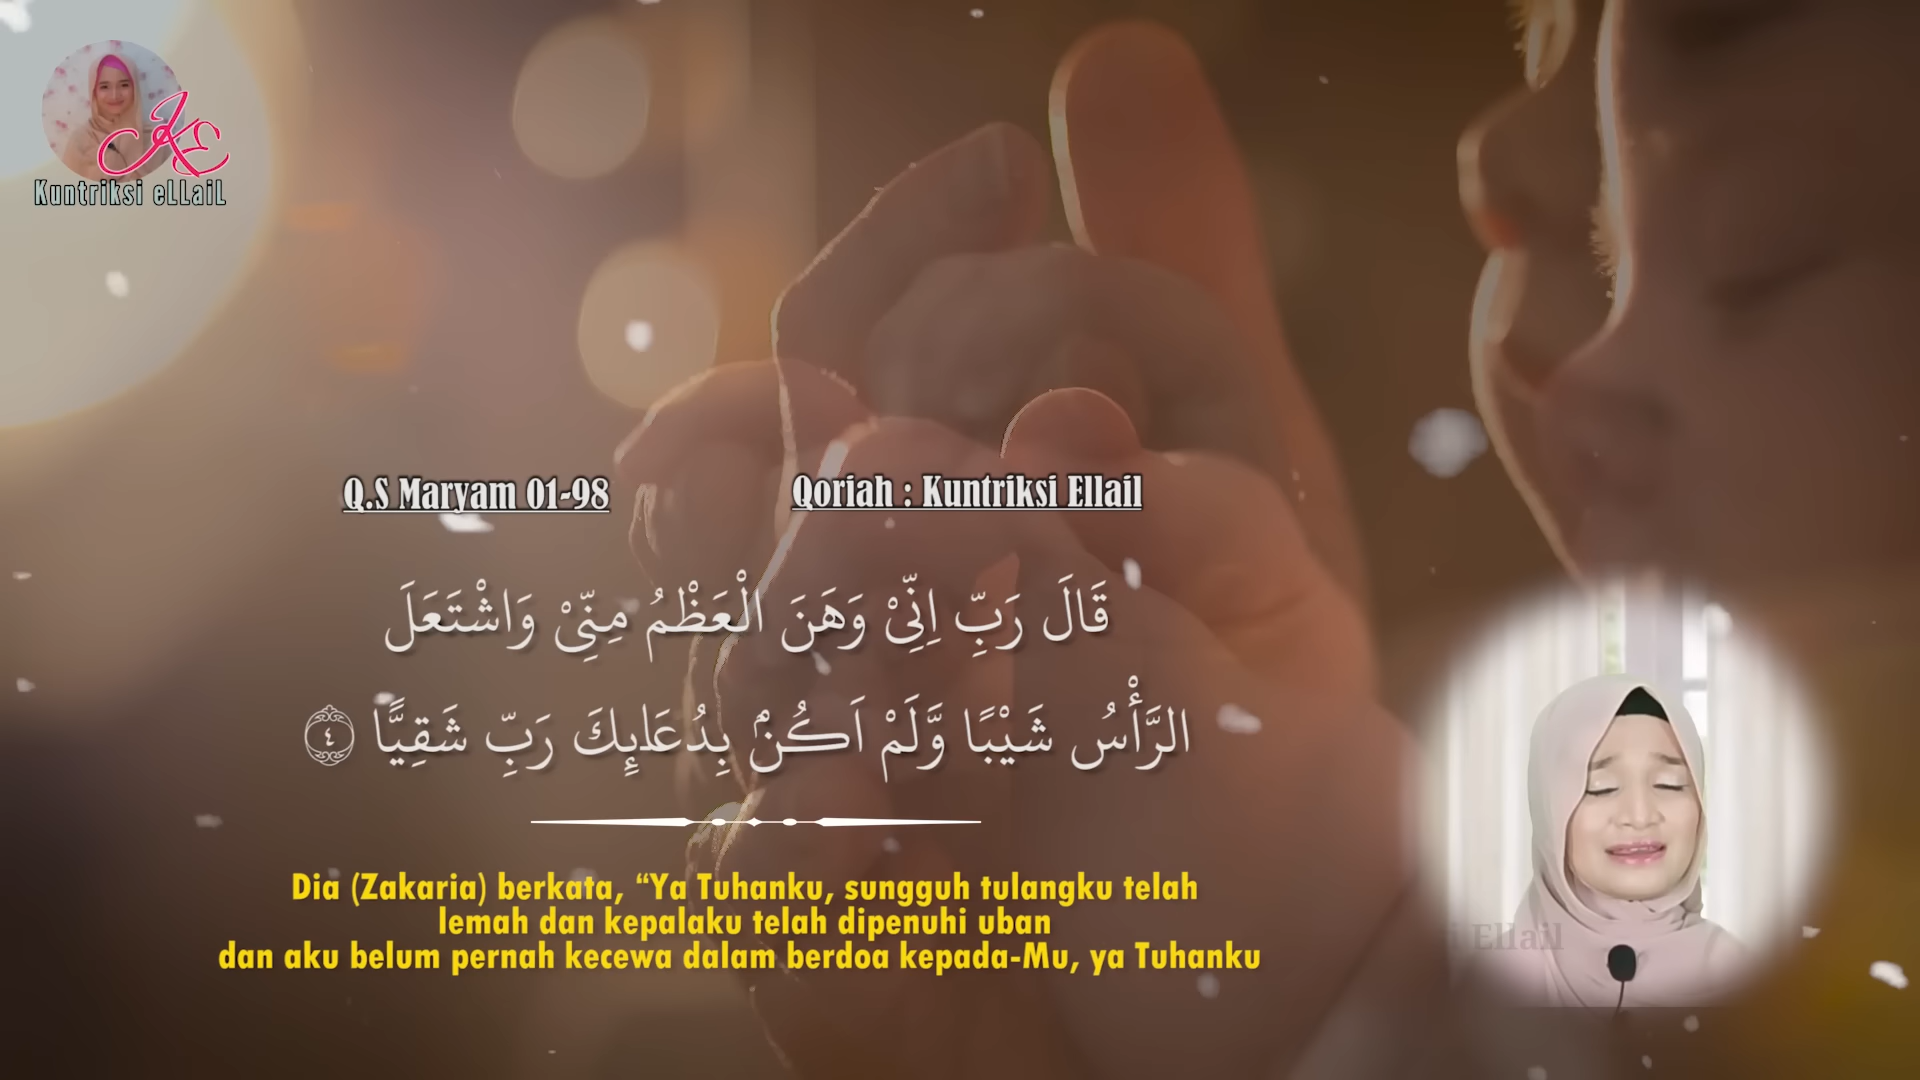 KE
Kuntriksi eLLaiL
Q.S Maryam 01-98
Qoriah : Kuntriksi Ellail
قَالَ رَبِّ اِنِّيْ وَهَنَ الْعَظْمُ مِنِّيْ وَاشْتَعَلَ
الرَّأْسُ شَيْبًا وَّلَمْ اَكُنْۢ بِدُعَاۤىِٕكَ رَبِّ شَقِيًّا ٤
Dia (Zakaria) berkata, “Ya Tuhanku, sungguh tulangku telah
lemah dan kepalaku telah dipenuhi uban
dan aku belum pernah kecewa dalam berdoa kepada-Mu, ya Tuhanku
Ellail